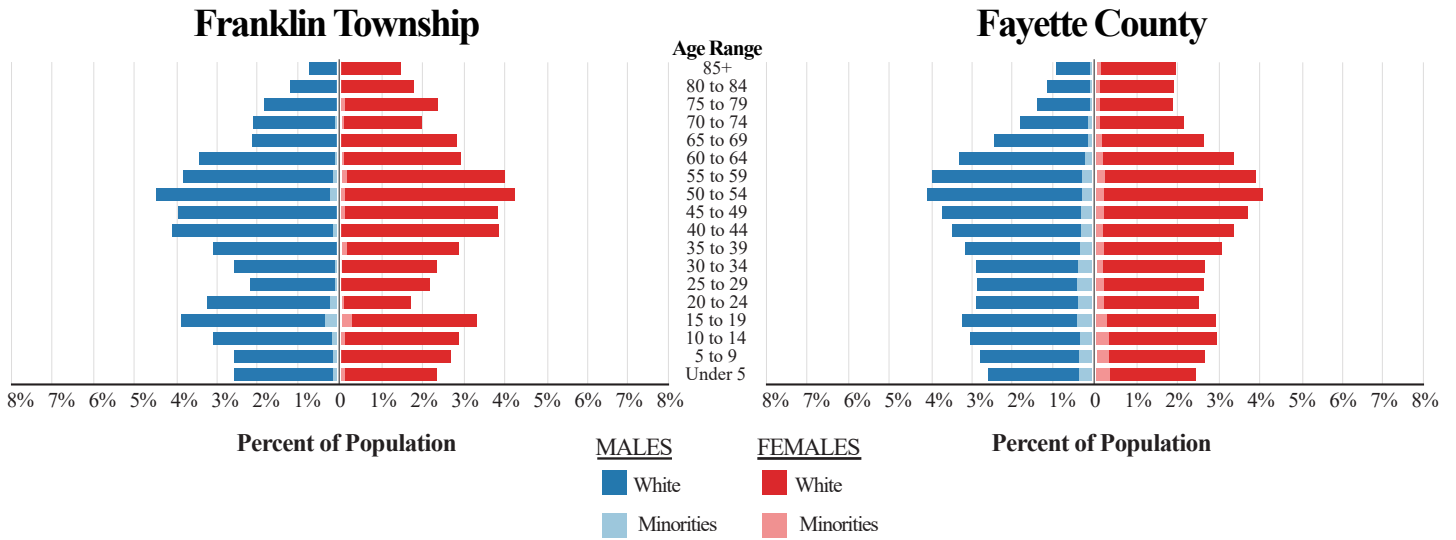 Franklin Township
Fayette County
Age Range
85+
80 to 84
75 to 79
70 to 74
65 to 69
60 to 64
55 to 59
50 to 54
45 to 49
40 to 44
35 to 39
30 to 34
25 to 29
20 to 24
15 to 19
10 to 14
5 to 9
Under 5
8% 7% 6% 5% 4% 2% 1% 0 1% 2% 3% 4% 5% 6% 7% 8%
8% 7% 6% 5% 4% 2% 1% 0 1% 2% 3% 4% 5% 6% 7% 8%
Percent of Population
Percent of Population
MALES
White
Minorities
FEMALES
White
Minorities